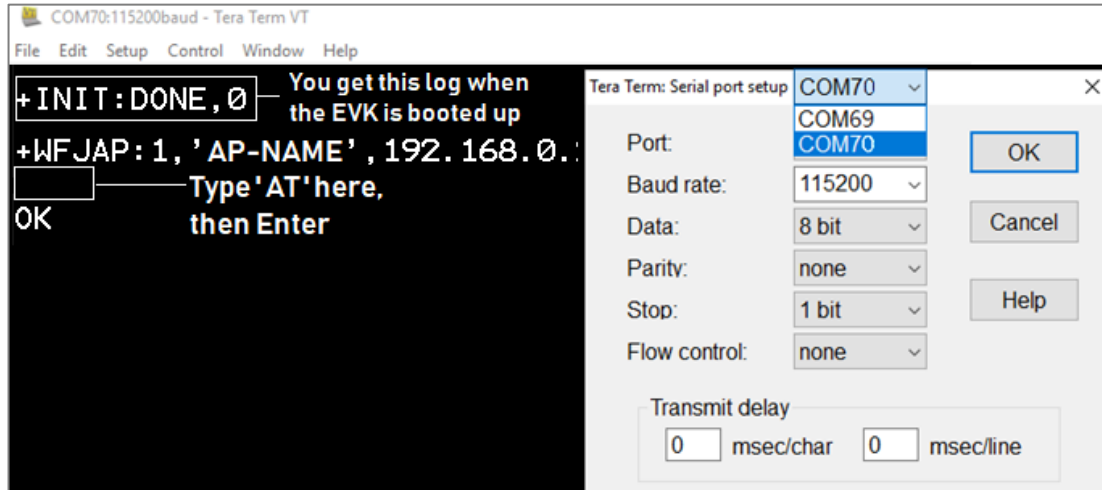 COM70:115200baud - Tera Term VT
File Edit Setup Control Window Help
+INIT:DONE,0
You get this log when
the EVK is booted up
+WFJAP:1,'AP-NAME',192.168.0.
Type'AT'here,
then Enter
OK
Tera Term: Serial port setup
COM70
COM69
COM70
Port:
Baud rate: 115200
Data: 8 bit
Parity: none
Stop: 1 bit
Flow control: none
OK
Cancel
Help
Transmit delay
0 msec/char 0 msec/line